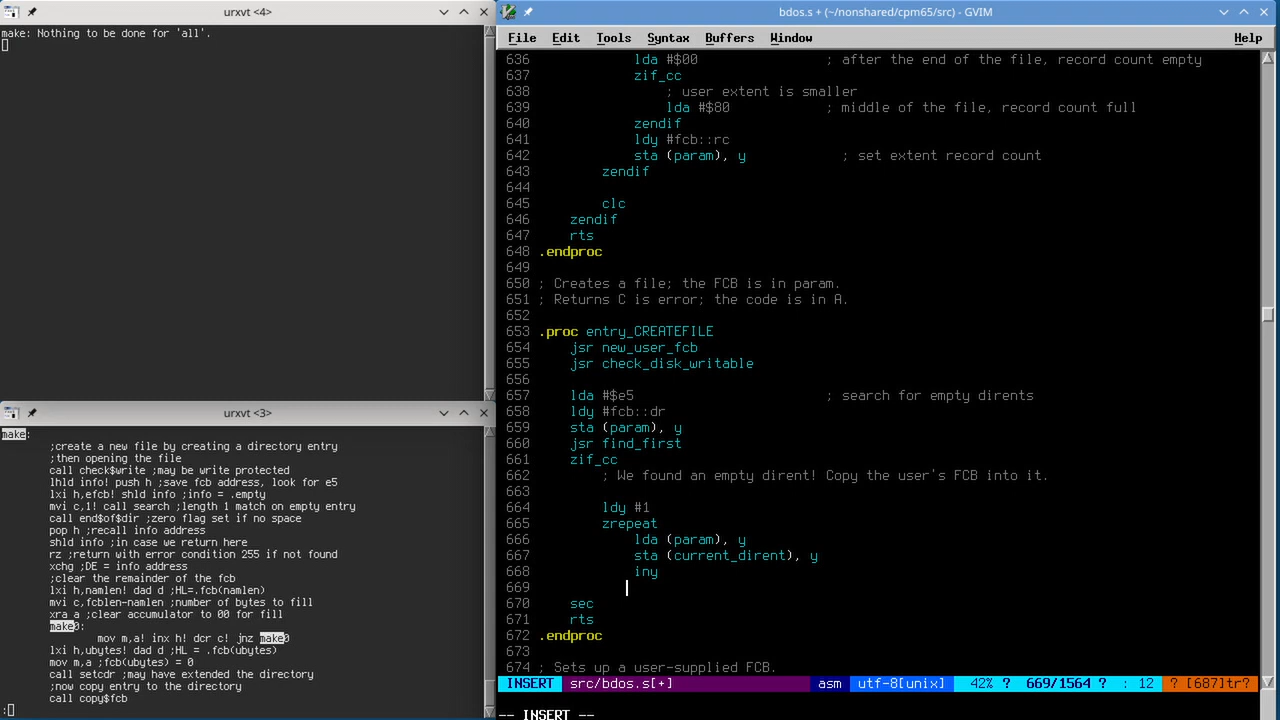 urxvt <4>
make: Nothing to be done for 'all'.
urxvt <3>
make:
;create a new file by creating a directory entry
;then opening the file
call check$write ;may be write protected
lhld info! push h ;save fcb address, look for e5
lxi h,efcb! shld info ;info = .empty
mvi c,1! call search ;length 1 match on empty entry
call end$of$dir ;zero flag set if no space
pop h ;recall info address
shld info ;in case we return here
rz ;return with error condition 255 if not found
xchg ;DE = info address
;clear the remainder of the fcb
lxi h,namlen! dad d ;HL=.fcb(namlen)
mvi c,fcblen-namlen ;number of bytes to fill
xra a ;clear accumulator to 00 for fill
make0:
mov m,a! inx h! dcr c! jnz make0
lxi h,ubytes! dad d ;HL = .fcb(ubytes)
mov m,a ;fcb(ubytes) = 0
call setcdr ;may have extended the directory
;now copy entry to the directory
call copy$fcb
:
bdos.s + (~/nonshared/cpm65/src) - GVIM
File Edit Tools Syntax Buffers Window Help
636 lda #$00 ; after the end of the file, record count empty
637 zif_cc
638 ; user extent is smaller
639 lda #$80 ; middle of the file, record count full
640 zendif
641 ldy #fcb::rc
642 sta (param), y ; set extent record count
643 zendif
644
645 clc
646 zendif
647 rts
648 .endproc
649
650 ; Creates a file; the FCB is in param.
651 ; Returns C is error; the code is in A.
652
653 .proc entry_CREATEFILE
654 jsr new_user_fcb
655 jsr check_disk_writable
656
657 lda #$e5 ; search for empty dirents
658 ldy #fcb::dr
659 sta (param), y
660 jsr find_first
661 zif_cc
662 ; We found an empty dirent! Copy the user's FCB into it.
663
664 ldy #1
665 zrepeat
666 lda (param), y
667 sta (current_dirent), y
668 iny
669
670 sec
671 rts
672 .endproc
673
674 ; Sets up a user-supplied FCB.
INSERT src/bdos.s[+] asm utf-8[unix] 42% ? 669/1564 ? : 12 ? [687]tr?
-- INSERT --